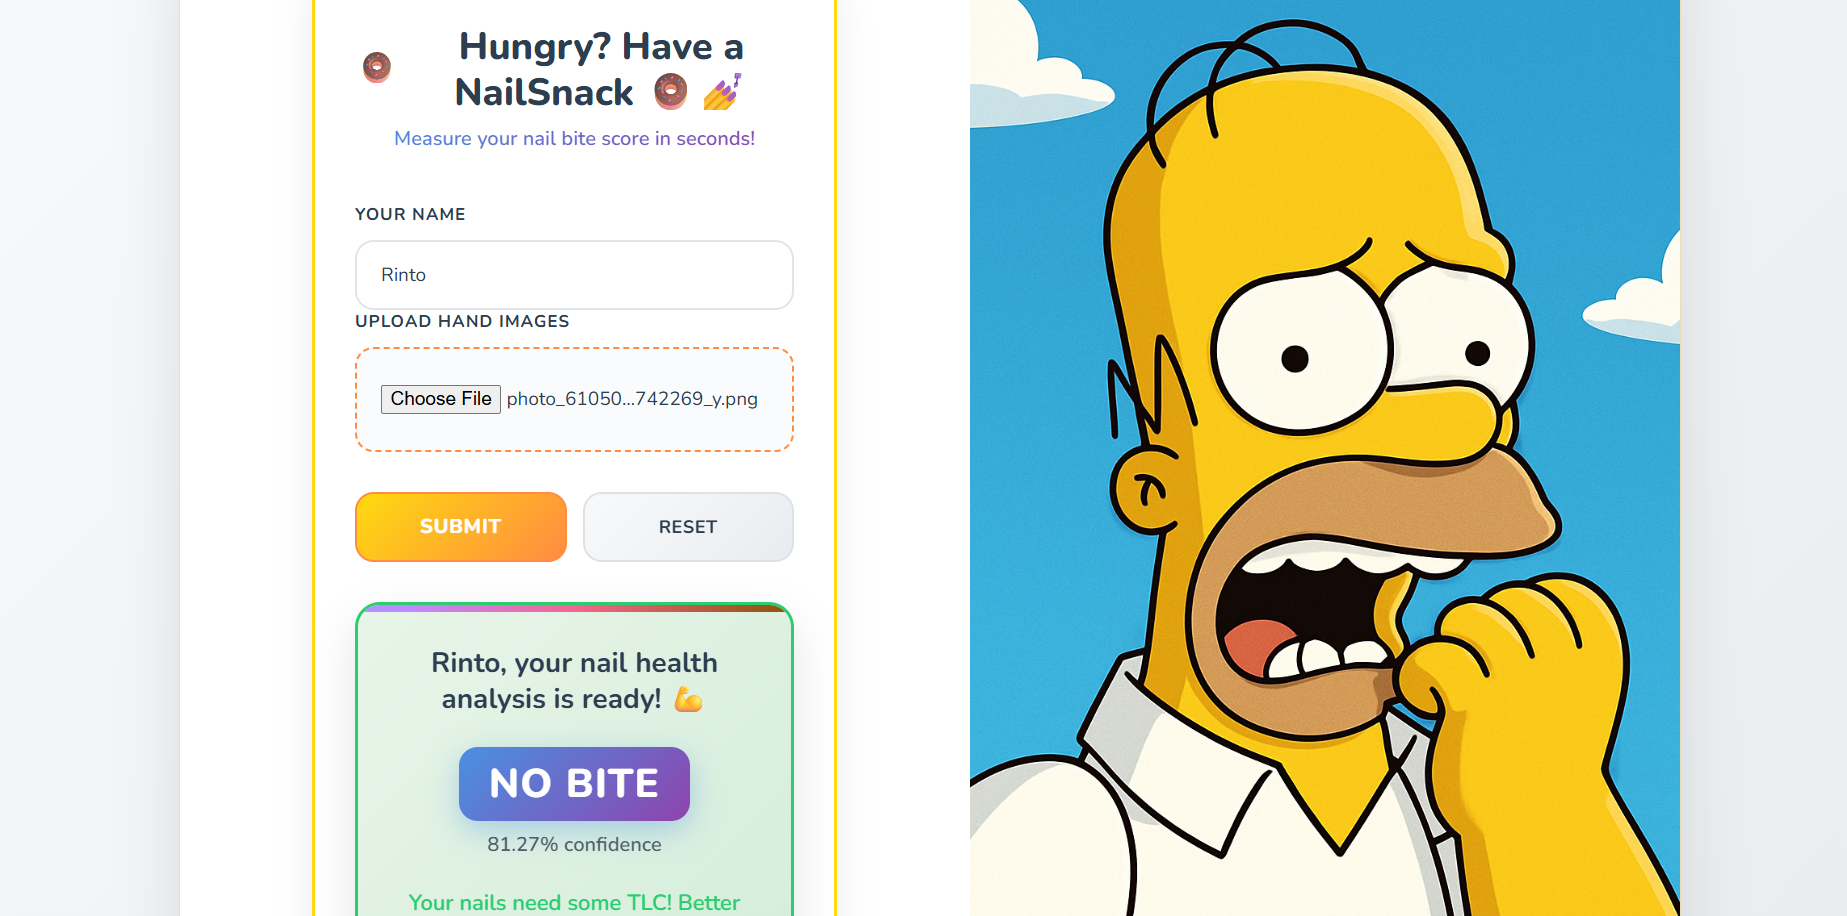 Hungry? Have a
NailSnack 🍩 💅
Measure your nail bite score in seconds!
YOUR NAME
Rinto
UPLOAD HAND IMAGES
Choose File photo_61050...742269_y.png
SUBMIT
RESET
Rinto, your nail health
analysis is ready! 💪
NO BITE
81.27% confidence
Your nails need some TLC! Better